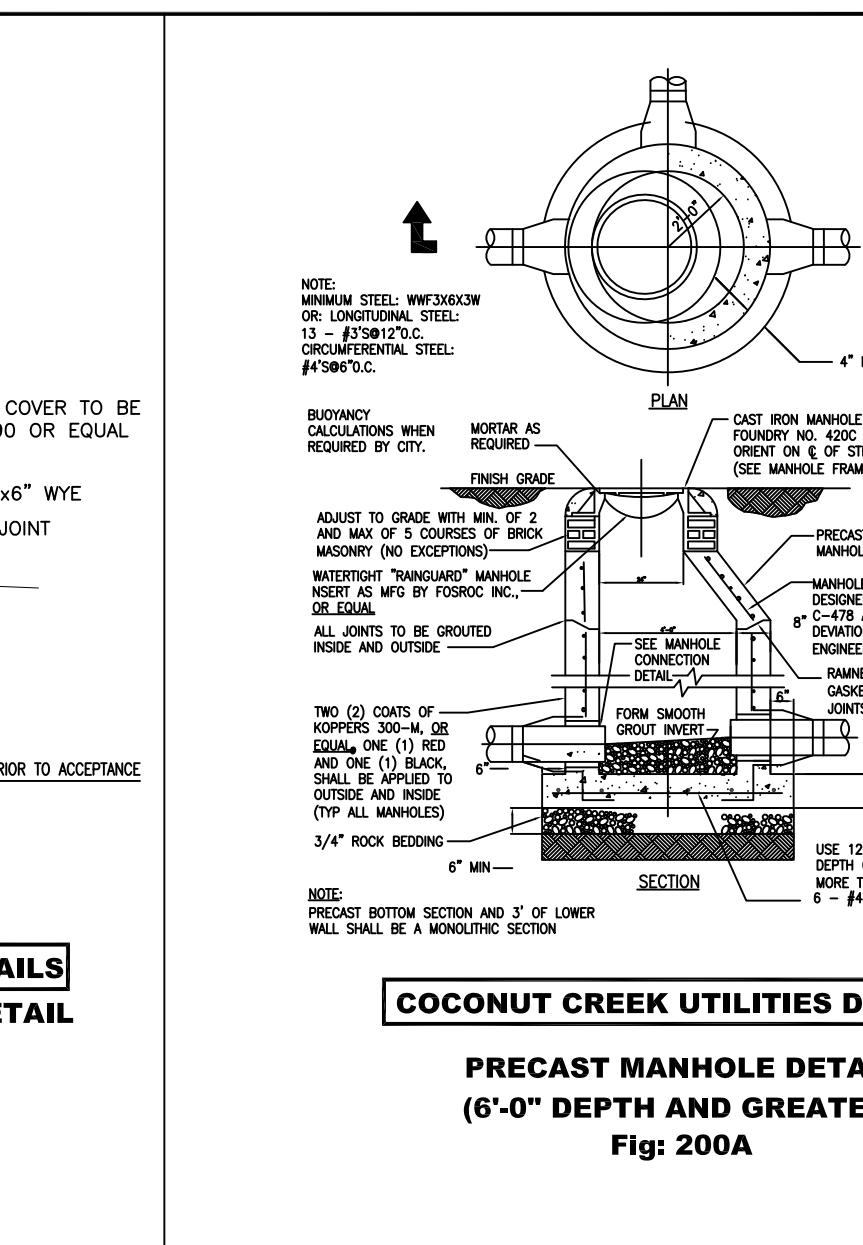 COVER TO BE
OR EQUAL
x6" WYE
JOINT
RIOR TO ACCEPTANCE
AILS
ETAIL
2'-0"
NOTE:
MINIMUM STEEL: WWF3X6X3W
OR: LONGITUDINAL STEEL:
13 - #3'S@12"O.C.
CIRCUMFERENTIAL STEEL:
#4'S@6"O.C.
4"
PLAN
BUOYANCY
CALCULATIONS WHEN
REQUIRED BY CITY.
MORTAR AS
REQUIRED
FINISH GRADE
CAST IRON MANHOLE
FOUNDRY NO. 420C
ORIENT ON ℄ OF STR
(SEE MANHOLE FRAM
ADJUST TO GRADE WITH MIN. OF 2
AND MAX OF 5 COURSES OF BRICK
MASONRY (NO EXCEPTIONS)
WATERTIGHT "RAINGUARD" MANHOLE
NSERT AS MFG BY FOSROC INC.,
OR EQUAL
ALL JOINTS TO BE GROUTED
INSIDE AND OUTSIDE
PRECAST
MANHOL
MANHOLE
DESIGNE
8" C-478 A
DEVIATIO
ENGINEE
SEE MANHOLE
CONNECTION
DETAIL
4'-0"
RAMNE
GASKE
JOINTS
6"
TWO (2) COATS OF
KOPPERS 300-M, OR
EQUAL, ONE (1) RED
AND ONE (1) BLACK,
SHALL BE APPLIED TO
OUTSIDE AND INSIDE
(TYP ALL MANHOLES)
FORM SMOOTH
GROUT INVERT
6"
3/4" ROCK BEDDING
6" MIN
SECTION
USE 12
DEPTH
MORE T
6 - #4
NOTE:
PRECAST BOTTOM SECTION AND 3' OF LOWER
WALL SHALL BE A MONOLITHIC SECTION
COCONUT CREEK UTILITIES D
PRECAST MANHOLE DETA
(6'-0" DEPTH AND GREATE
Fig: 200A